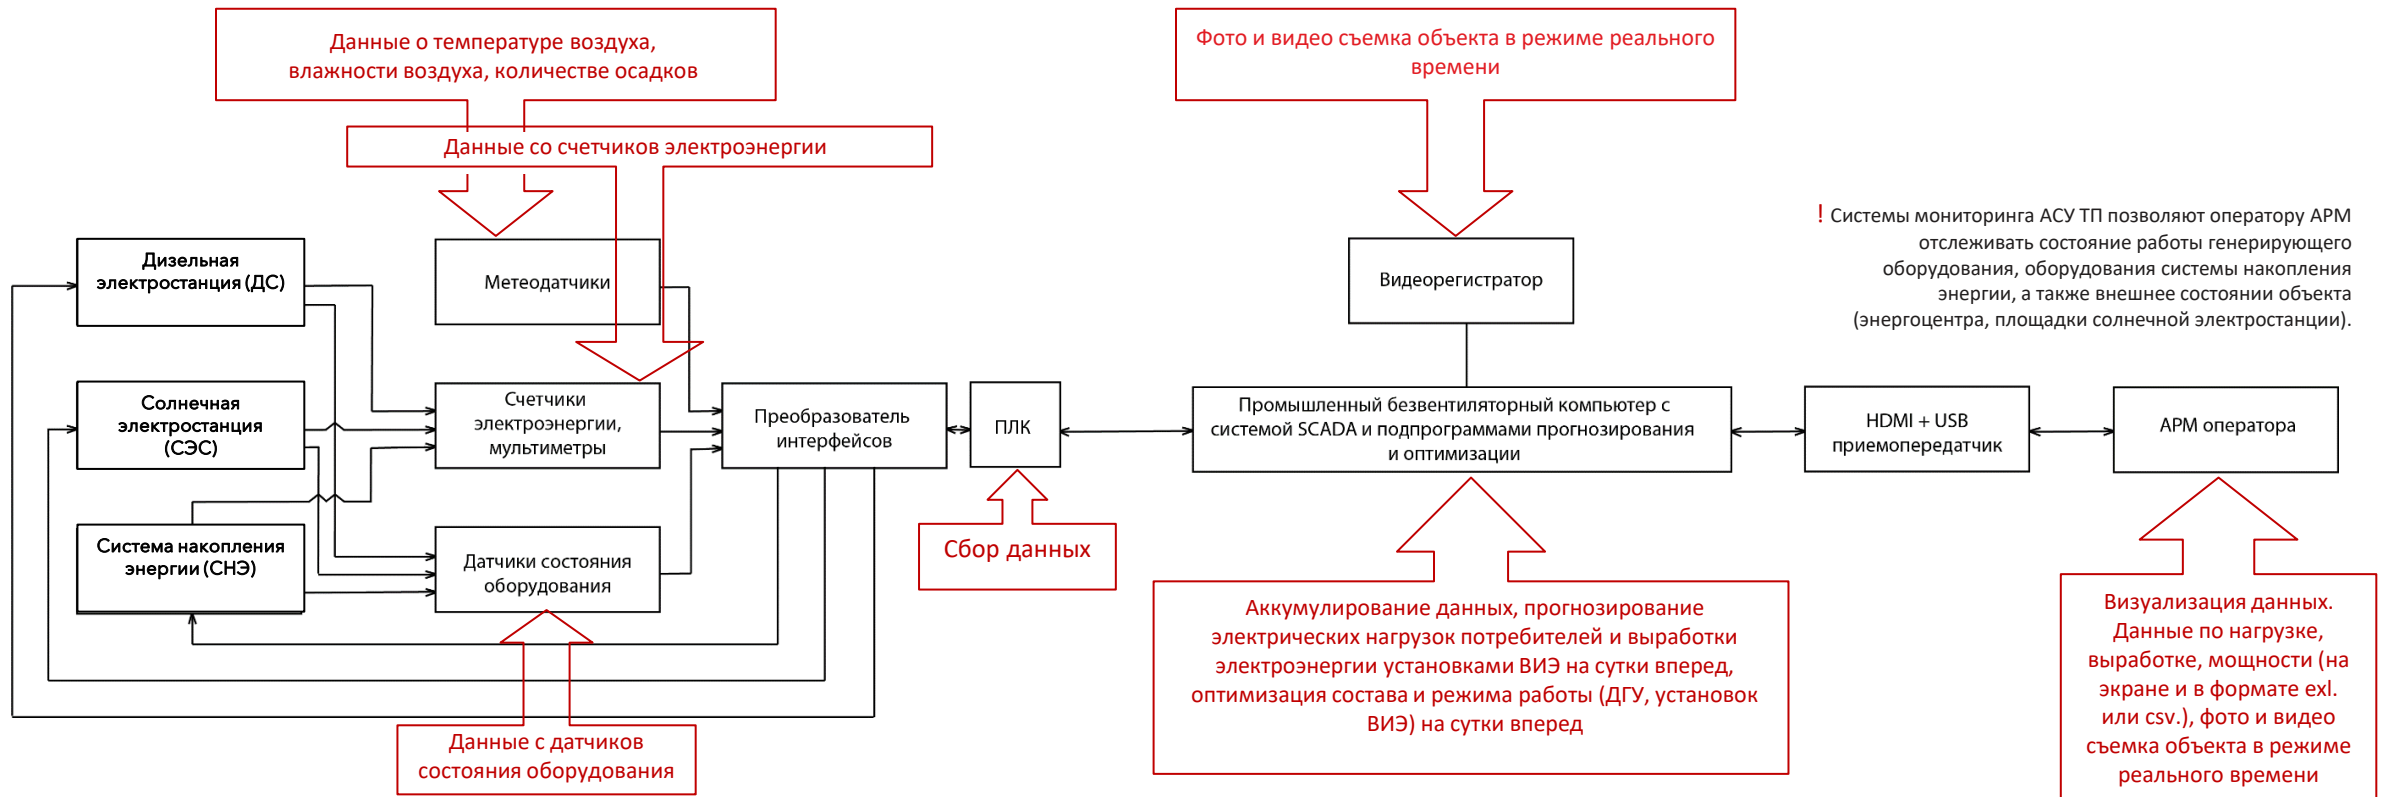 Данные о температуре воздуха,
влажности воздуха, количестве осадков
Фото и видео съемка объекта в режиме реального
времени
Данные со счетчиков электроэнергии
! Системы мониторинга АСУ ТП позволяют оператору АРМ
отслеживать состояние работы генерирующего
оборудования, оборудования системы накопления
энергии, а также внешнее состоянии объекта
(энергоцентра, площадки солнечной электростанции).
Дизельная
электростанция (ДС)
Метеодатчики
Видеорегистратор
Солнечная
электростанция
(СЭС)
Счетчики
электроэнергии,
мультиметры
Преобразователь
интерфейсов
ПЛК
Промышленный безвентиляторный компьютер с
системой SCADA и подпрограммами прогнозирования
и оптимизации
HDMI + USB
приемопередатчик
АРМ оператора
Система накопления
энергии (СНЭ)
Датчики состояния
оборудования
Сбор данных
Аккумулирование данных, прогнозирование
электрических нагрузок потребителей и выработки
электроэнергии установками ВИЭ на сутки вперед,
оптимизация состава и режима работы (ДГУ, установок
ВИЭ) на сутки вперед
Визуализация данных.
Данные по нагрузке,
выработке, мощности (на
экране и в формате exl.
или csv.), фото и видео
съемка объекта в режиме
реального времени
Данные с датчиков
состояния оборудования